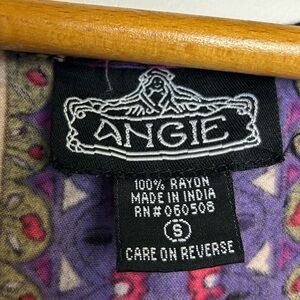 ANGIE
100% RAYON
MADE IN INDIA
RN#060508
S
CARE ON REVERSE